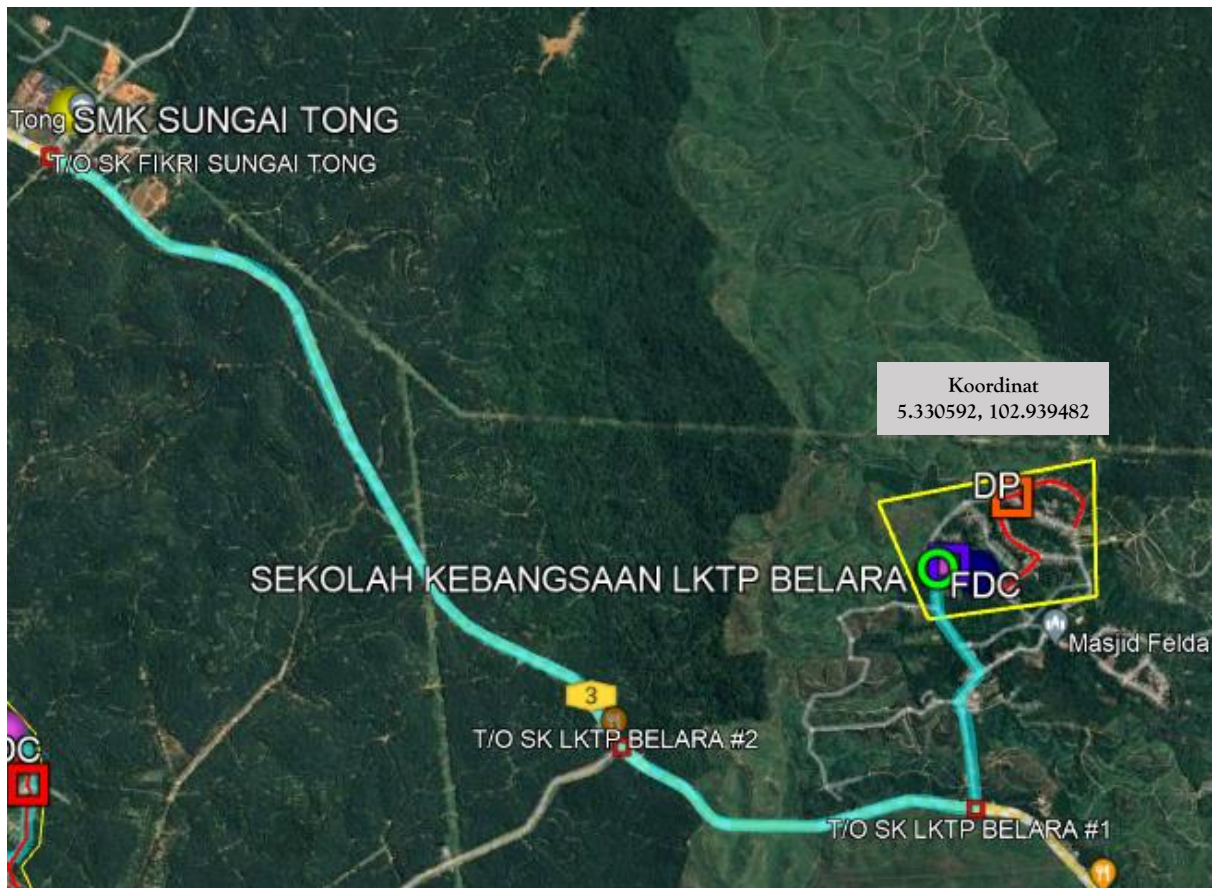 Tong
SMK SUNGAI TONG
T/O SK FIKRI SUNGAI TONG
Koordinat
5.330592, 102.939482
DP
SEKOLAH KEBANGSAAN LKTP BELARA
FDC
Masjid Felda
3
T/O SK LKTP BELARA #2
DC
T/O SK LKTP BELARA #1